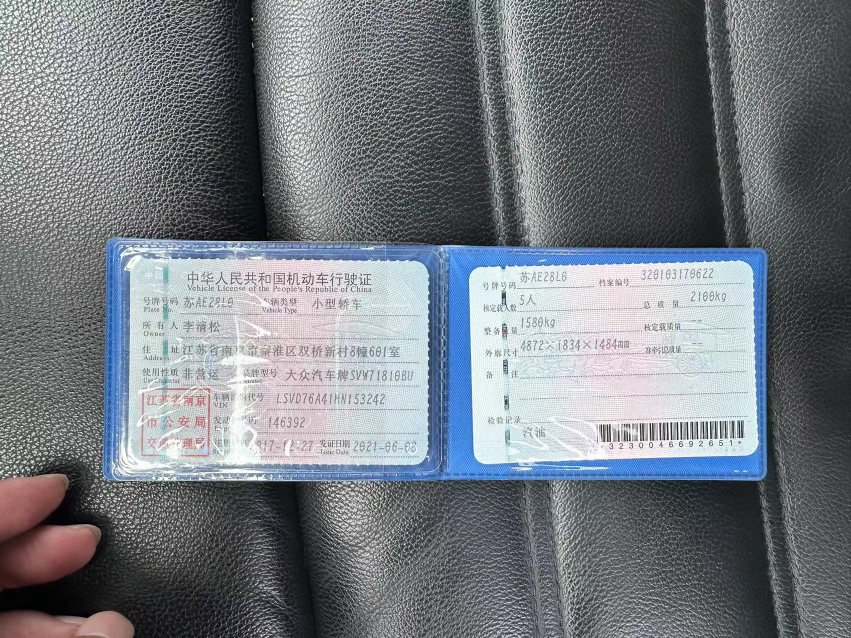 中华人民共和国机动车行驶证
Vehicle License of the People's Republic of China
号牌号码 苏AE28L0 车辆类型 小型轿车
Plate No. Vehicle Type
所有人 李清松
Owner
住 址 江苏省南京市秦淮区双桥新村8幢601室
Address
使用性质 非营运 品牌型号 大众汽车牌SVW71810BU
Use Character Model
江苏省南京
市公安局
交通管理局
车辆识别代号 LSVD76A41HN153242
VIN
发动机号码 146392
发证日期 2021-06-08
Issue Date
号牌号码 苏AE28L0 档案编号 320103170622
核定载人数 5人 总质量 2100kg
整备质量 1580kg 核定载质量 --
外廓尺寸 4872×1834×1484mm 准牵引总质量 --
备 注
检验记录
汽油
*3230046692651*